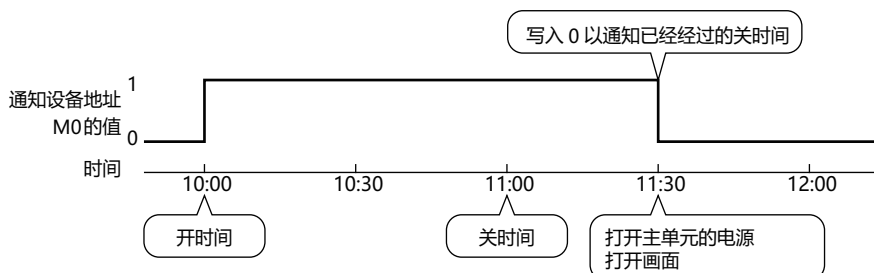 写入 0 以通知已经经过的关时间
通知设备地址
M0的值
1
0
时间
10:00
10:30
11:00
11:30
12:00
开时间
关时间
打开主单元的电源
打开画面